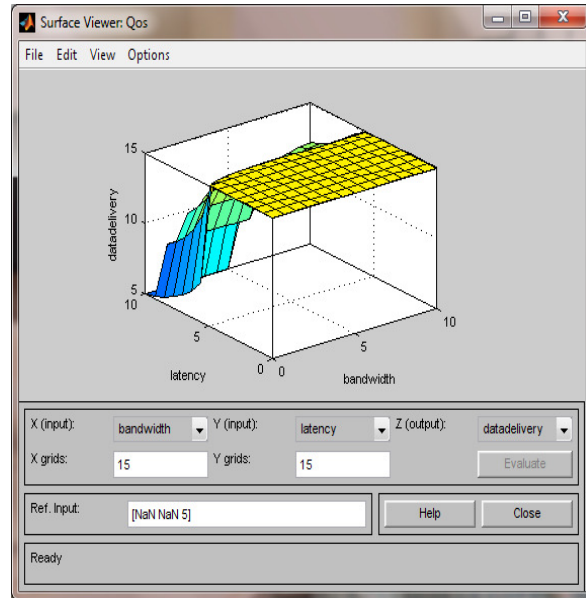 Surface Viewer: Qos
File Edit View Options
15
10
5
datadelivery
10
5
0
latency
0
5
10
bandwidth
X (input): bandwidth Y (input): latency Z (output): datadelivery
X grids: 15 Y grids: 15 Evaluate
Ref. Input: [NaN NaN 5] Help Close
Ready